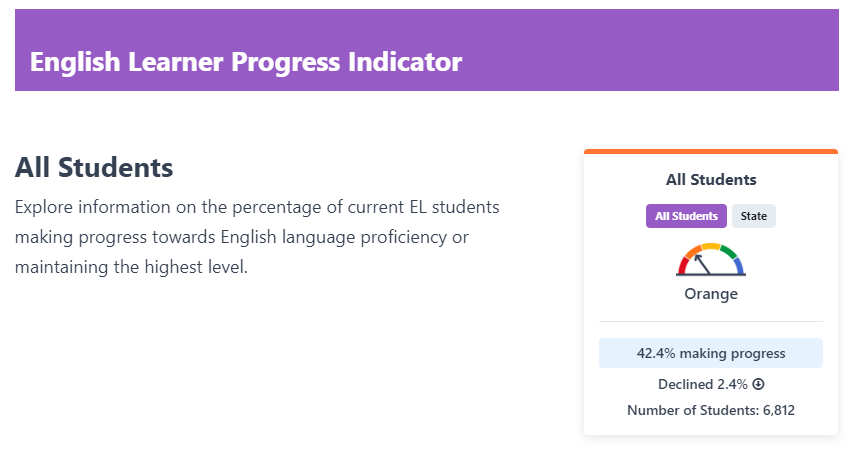 English Learner Progress Indicator
All Students
Explore information on the percentage of current EL students
making progress towards English language proficiency or
maintaining the highest level.
All Students
All Students State
Orange
42.4% making progress
Declined 2.4%
Number of Students: 6,812